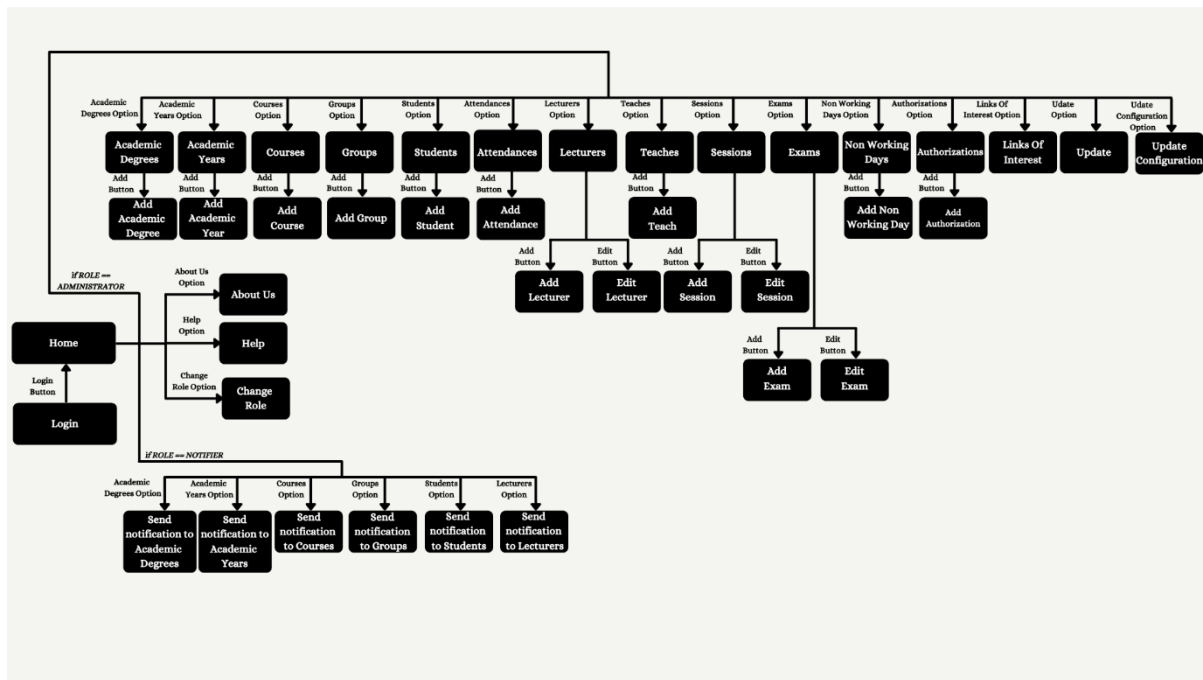 Academic
Degrees Option
Academic
Years Option
Courses
Option
Groups
Option
Students
Option
Attendances
Option
Lecturers
Option
Teaches
Option
Sessions
Option
Exams
Option
Non Working
Days Option
Authorizations
Option
Links Of
Interest Option
Udate
Option
Udate
Configuration
Option
Academic
Degrees
Academic
Years
Courses
Groups
Students
Attendances
Lecturers
Teaches
Sessions
Exams
Non Working
Days
Authorizations
Links Of
Interest
Update
Update
Configuration
Add
Button
Add
Button
Add
Button
Add
Button
Add
Button
Add
Button
Add
Button
Add
Button
Add
Button
Add
Academic
Degree
Add
Academic
Year
Add
Course
Add Group
Add
Student
Add
Attendance
Add
Teach
Add Non
Working Day
Add
Authorization
Add
Button
Edit
Button
Add
Button
Edit
Button
Add
Lecturer
Edit
Lecturer
Add
Session
Edit
Session
if ROLE ==
ADMINISTRATOR
About Us
Option
About Us
Home
Help
Option
Help
Add
Button
Edit
Button
Add
Exam
Edit
Exam
Login
Button
Change
Role Option
Change
Role
Login
if ROLE == NOTIFIER
Academic
Degrees Option
Academic
Years Option
Courses
Option
Groups
Option
Students
Option
Lecturers
Option
Send
notification to
Academic
Degrees
Send
notification to
Academic
Years
Send
notification
to Courses
Send
notification
to Groups
Send
notification
to Students
Send
notification
to Lecturers